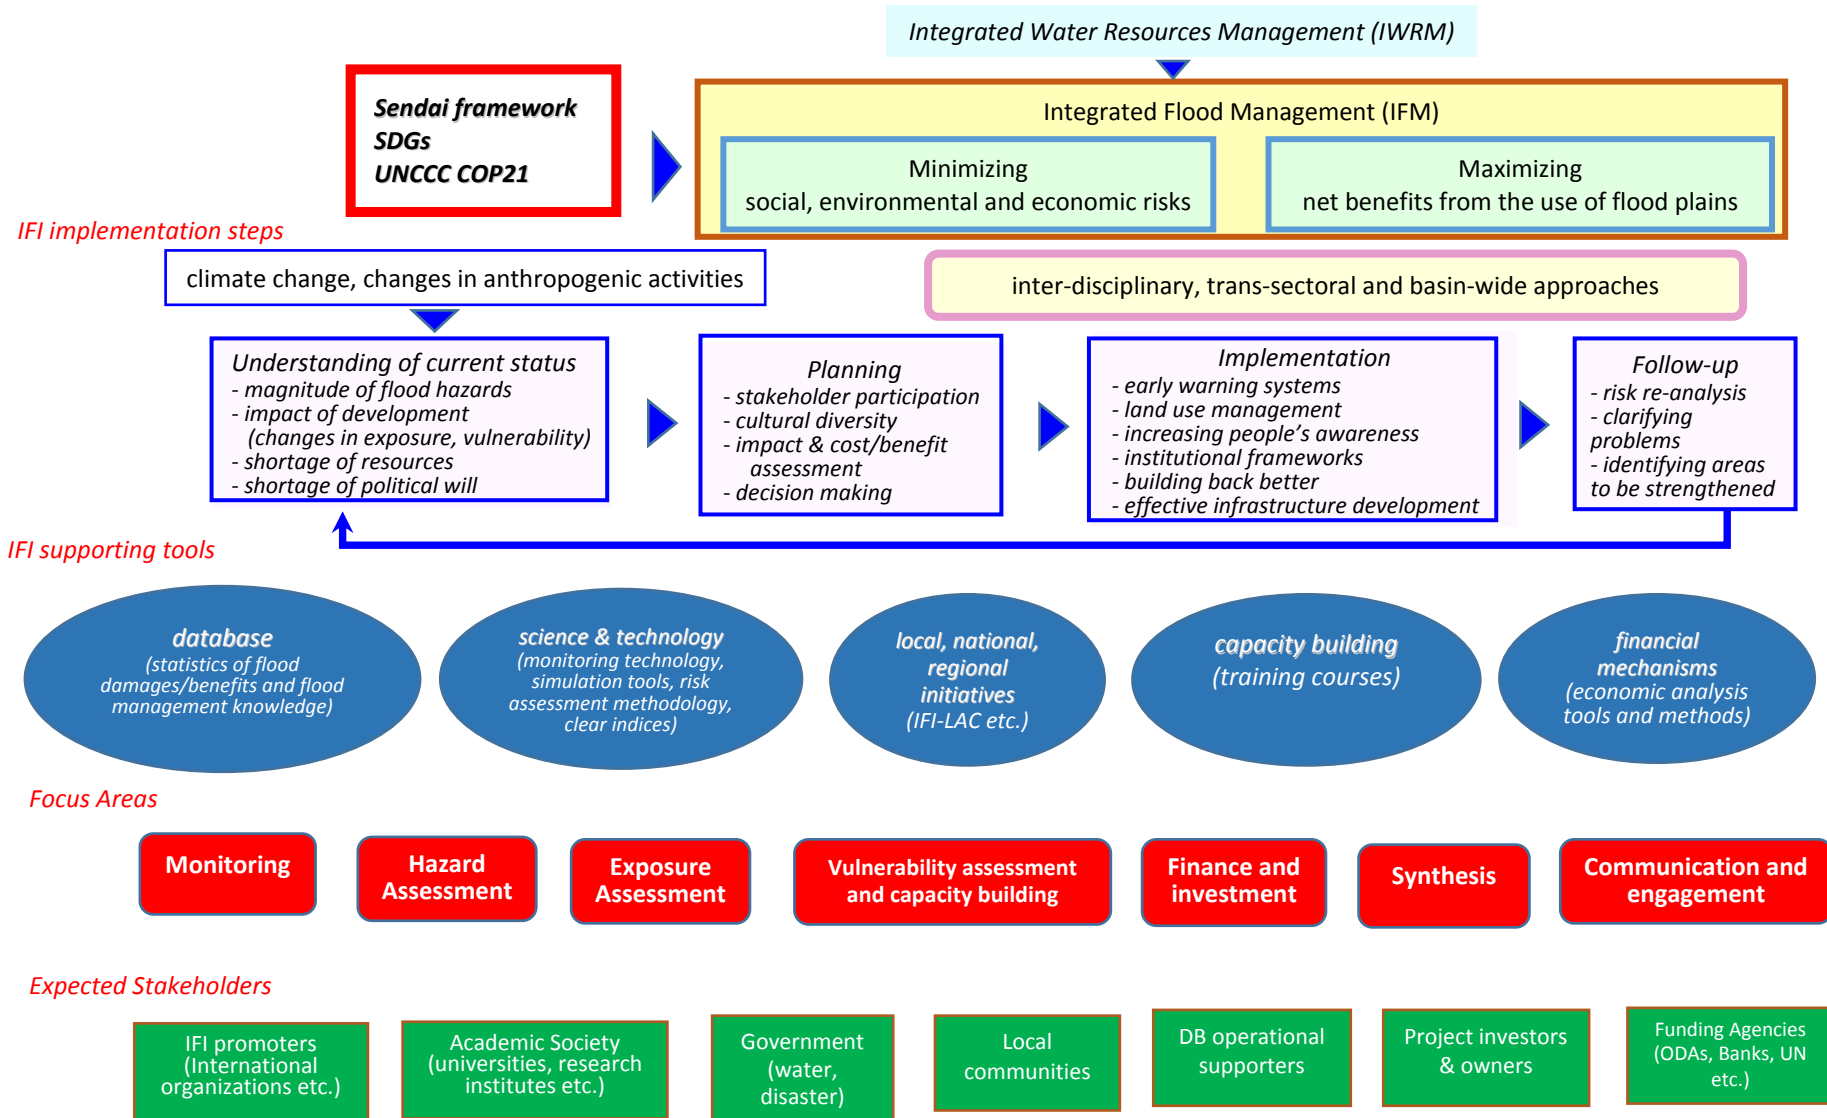 Integrated Water Resources Management (IWRM)
Sendai framework
SDGs
UNCCC COP21
Integrated Flood Management (IFM)
Minimizing
social, environmental and economic risks
Maximizing
net benefits from the use of flood plains
IFI implementation steps
climate change, changes in anthropogenic activities
inter-disciplinary, trans-sectoral and basin-wide approaches
Understanding of current status
- magnitude of flood hazards
- impact of development
(changes in exposure, vulnerability)
- shortage of resources
- shortage of political will
Planning
- stakeholder participation
- cultural diversity
- impact & cost/benefit
assessment
- decision making
Implementation
- early warning systems
- land use management
- increasing people's awareness
- institutional frameworks
- building back better
- effective infrastructure development
Follow-up
- risk re-analysis
- clarifying
problems
- identifying areas
to be strengthened
IFI supporting tools
database
(statistics of flood
damages/benefits and flood
management knowledge)
science & technology
(monitoring technology,
simulation tools, risk
assessment methodology,
clear indices)
local, national,
regional
initiatives
(IFI-LAC etc.)
capacity building
(training courses)
financial
mechanisms
(economic analysis
tools and methods)
Focus Areas
Monitoring
Hazard
Assessment
Exposure
Assessment
Vulnerability assessment
and capacity building
Finance and
investment
Synthesis
Communication and
engagement
Expected Stakeholders
IFI promoters
(International
organizations etc.)
Academic Society
(universities, research
institutes etc.)
Government
(water,
disaster)
Local
communities
DB operational
supporters
Project investors
& owners
Funding Agencies
(ODAs, Banks, UN
etc.)